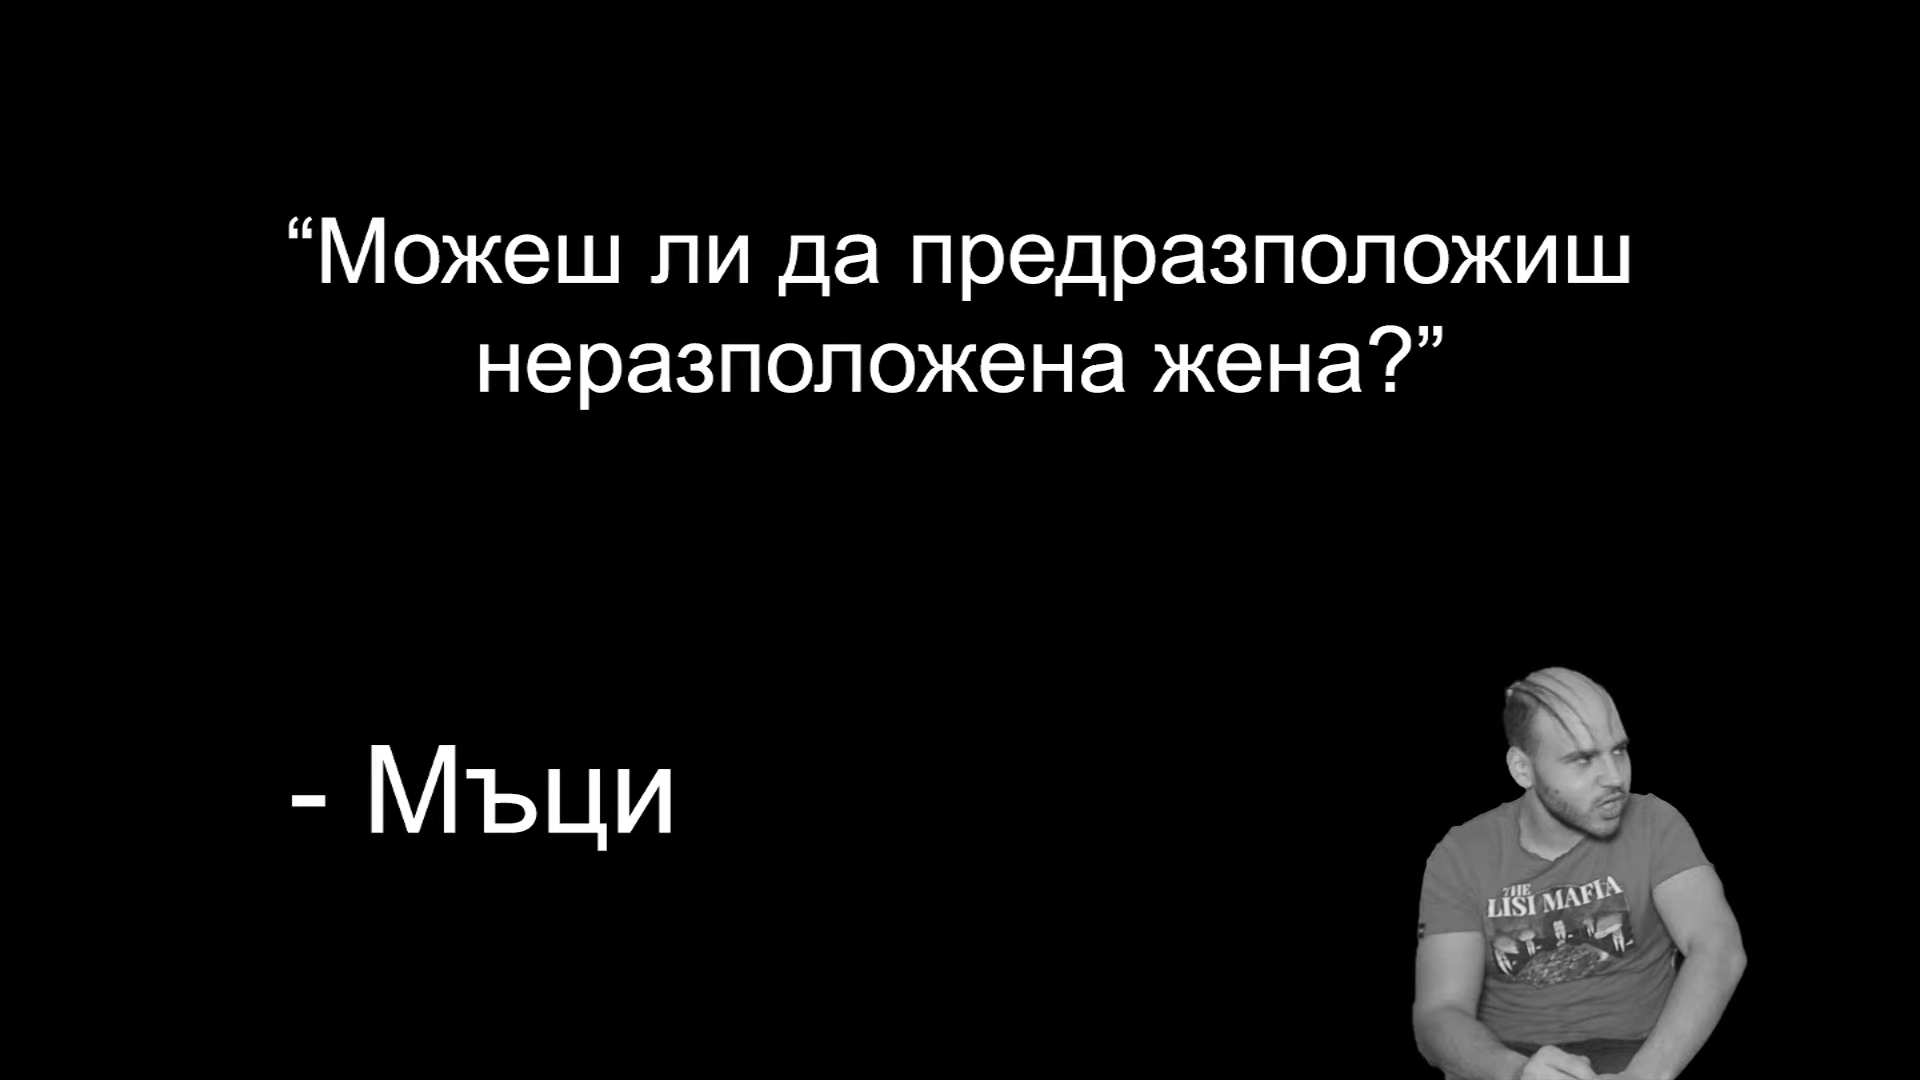 “Можеш ли да предразположиш
неразположена жена?”
- Мъци
THE
LISI MAFIA